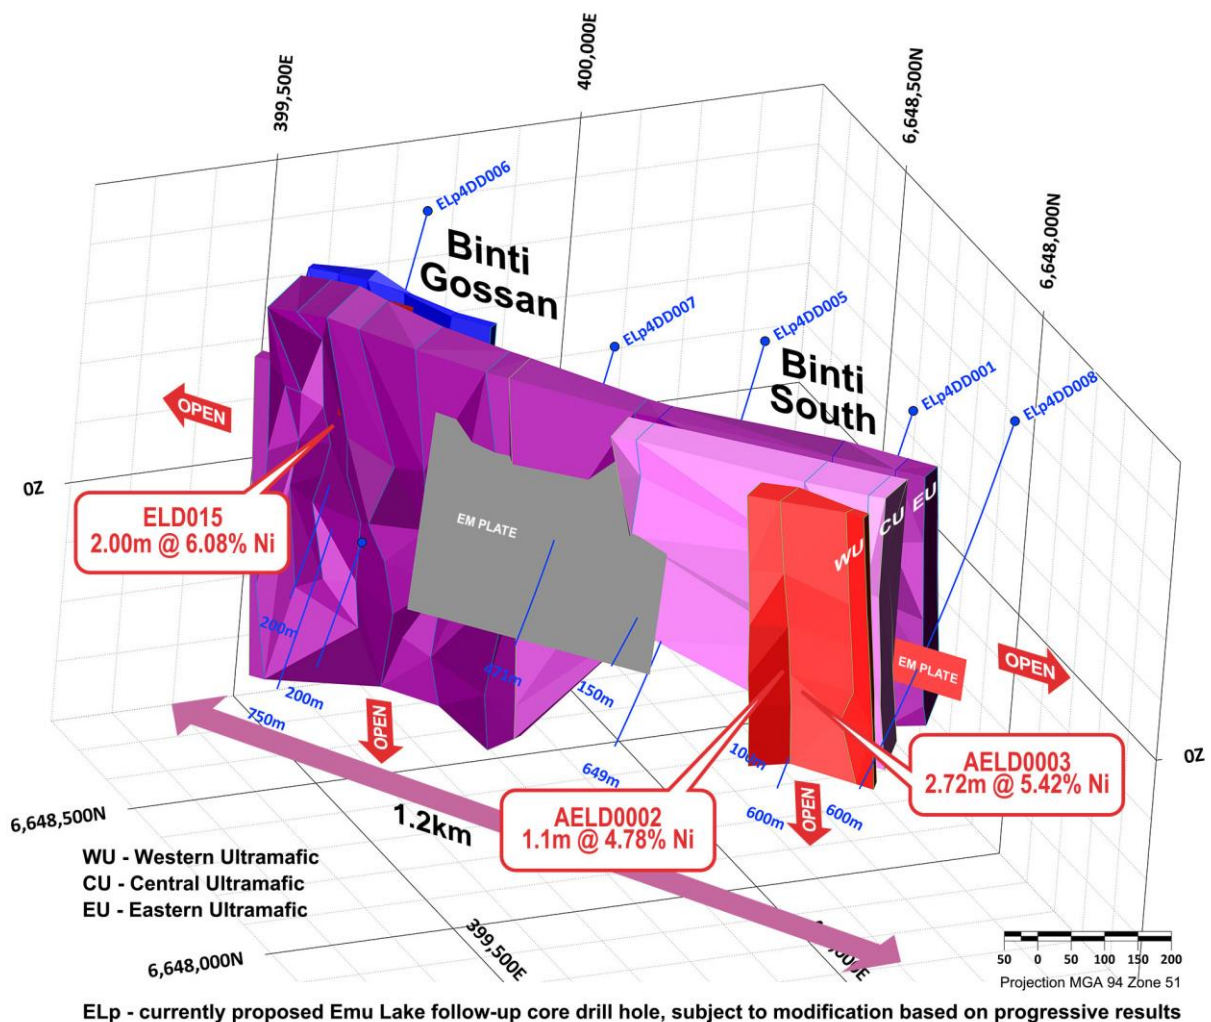 399,500E
400,000E
6,648,500N
6,648,000N
ELp4DD006
Binti
Gossan
ELp4DD007
ELp4DD005
Binti
South
ELp4DD001
ELp4DD008
OPEN
0Z
ELD015
2.00m @ 6.08% Ni
EM PLATE
WU
CU
EU
200m
200m
750m
471m
150m
649m
EM PLATE
OPEN
OPEN
100m
600m
600m
OPEN
AELD0003
2.72m @ 5.42% Ni
0Z
AELD0002
1.1m @ 4.78% Ni
1.2km
6,648,500N
WU - Western Ultramafic
CU - Central Ultramafic
EU - Eastern Ultramafic
399,500E
6,648,000N
50 0 50 100 150 200
Projection MGA 94 Zone 51
ELp - currently proposed Emu Lake follow-up core drill hole, subject to modification based on progressive results